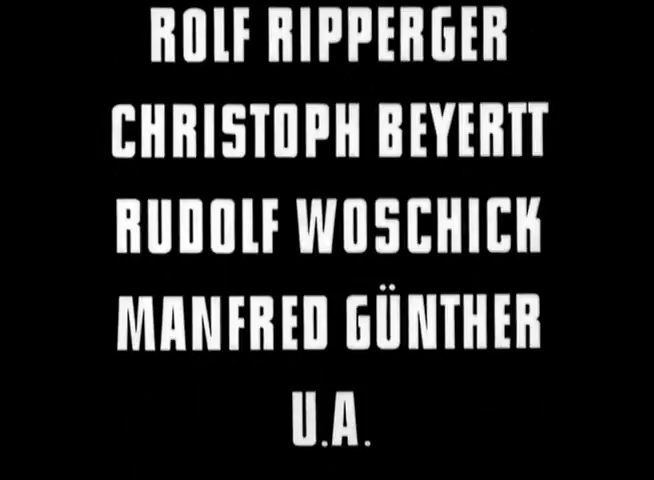 ROLF RIPPERGER
CHRISTOPH BEYERTT
RUDOLF WOSCHICK
MANFRED GÜNTHER
U.A.